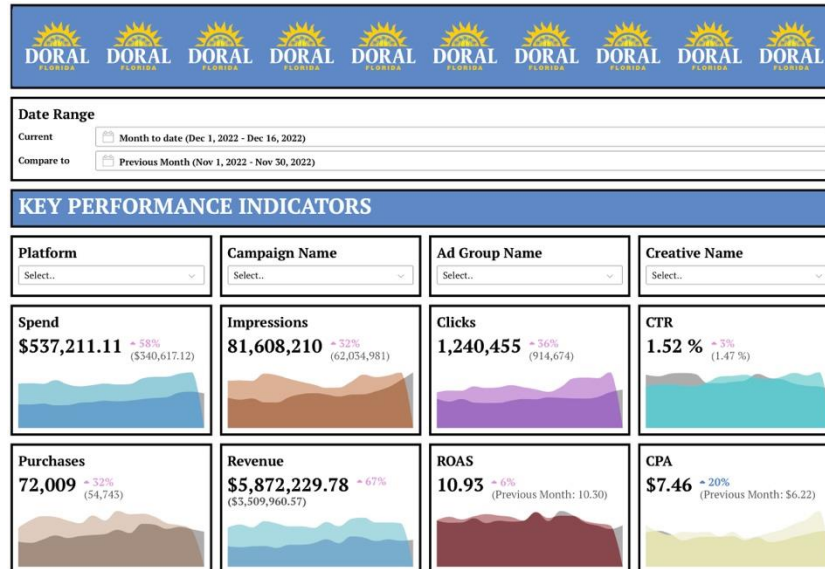 DORAL DORAL DORAL DORAL DORAL DORAL DORAL DORAL DORAL DORAL
FLORIDA FLORIDA FLORIDA FLORIDA FLORIDA FLORIDA FLORIDA FLORIDA FLORIDA FLORIDA
Date Range
Current Month to date (Dec 1, 2022 - Dec 16, 2022)
Compare to Previous Month (Nov 1, 2022 - Nov 30, 2022)
KEY PERFORMANCE INDICATORS
Platform Campaign Name Ad Group Name Creative Name
Select.. Select.. Select.. Select..
Spend Impressions Clicks CTR
$537,211.11 58% 81,608,210 32% 1,240,455 36% 1.52 % 3%
($340,617.12) (62,034,981) (914,674) (1.47 %)
Purchases Revenue ROAS CPA
72,009 32% $5,872,229.78 67% 10.93 6% $7.46 20%
(54,743) ($3,509,960.57) (Previous Month: 10.30) (Previous Month: $6.22)